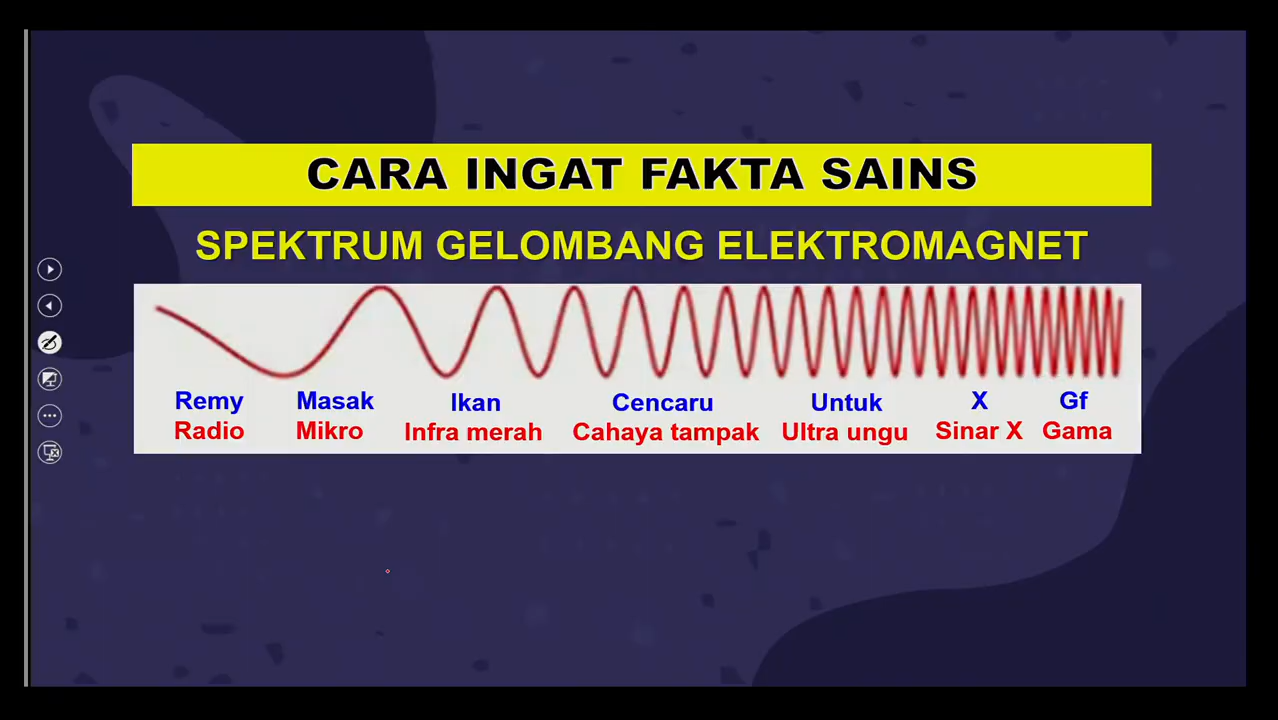 CARA INGAT FAKTA SAINS
SPEKTRUM GELOMBANG ELEKTROMAGNET
Remy Masak Ikan Cencaru Untuk X Gf
Radio Mikro Infra merah Cahaya tampak Ultra ungu Sinar X Gama